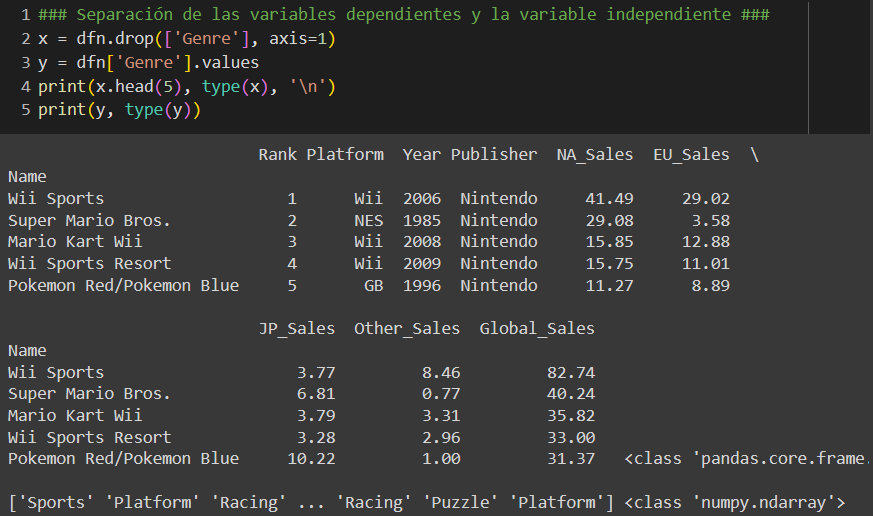 1 ### Separación de las variables dependientes y la variable independiente ###
2 x = dfn.drop(['Genre'], axis=1)
3 y = dfn['Genre'].values
4 print(x.head(5), type(x), '\n')
5 print(y, type(y))
Rank Platform Year Publisher NA_Sales EU_Sales \
Name
Wii Sports 1 Wii 2006 Nintendo 41.49 29.02
Super Mario Bros. 2 NES 1985 Nintendo 29.08 3.58
Mario Kart Wii 3 Wii 2008 Nintendo 15.85 12.88
Wii Sports Resort 4 Wii 2009 Nintendo 15.75 11.01
Pokemon Red/Pokemon Blue 5 GB 1996 Nintendo 11.27 8.89
JP_Sales Other_Sales Global_Sales
Name
Wii Sports 3.77 8.46 82.74
Super Mario Bros. 6.81 0.77 40.24
Mario Kart Wii 3.79 3.31 35.82
Wii Sports Resort 3.28 2.96 33.00
Pokemon Red/Pokemon Blue 10.22 1.00 31.37 <class 'pandas.core.frame.
['Sports' 'Platform' 'Racing' ... 'Racing' 'Puzzle' 'Platform'] <class 'numpy.ndarray'>